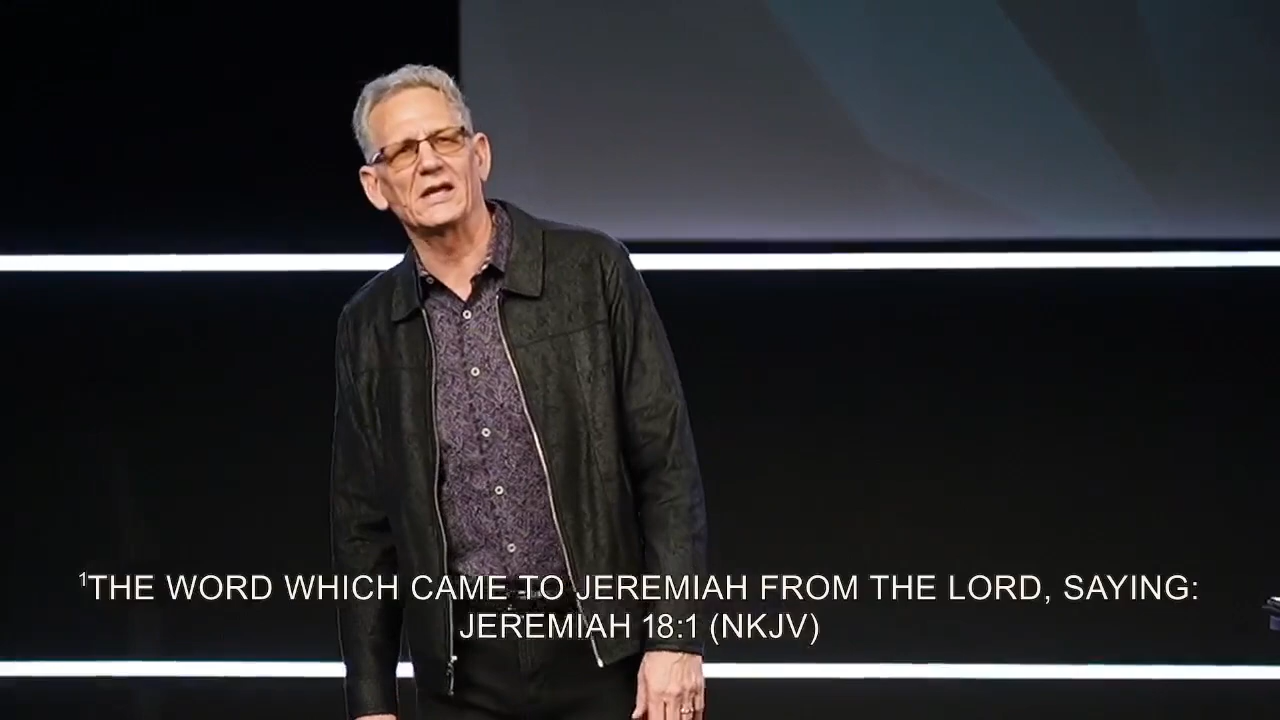 ¹THE WORD WHICH CAME TO JEREMIAH FROM THE LORD, SAYING:
JEREMIAH 18:1 (NKJV)